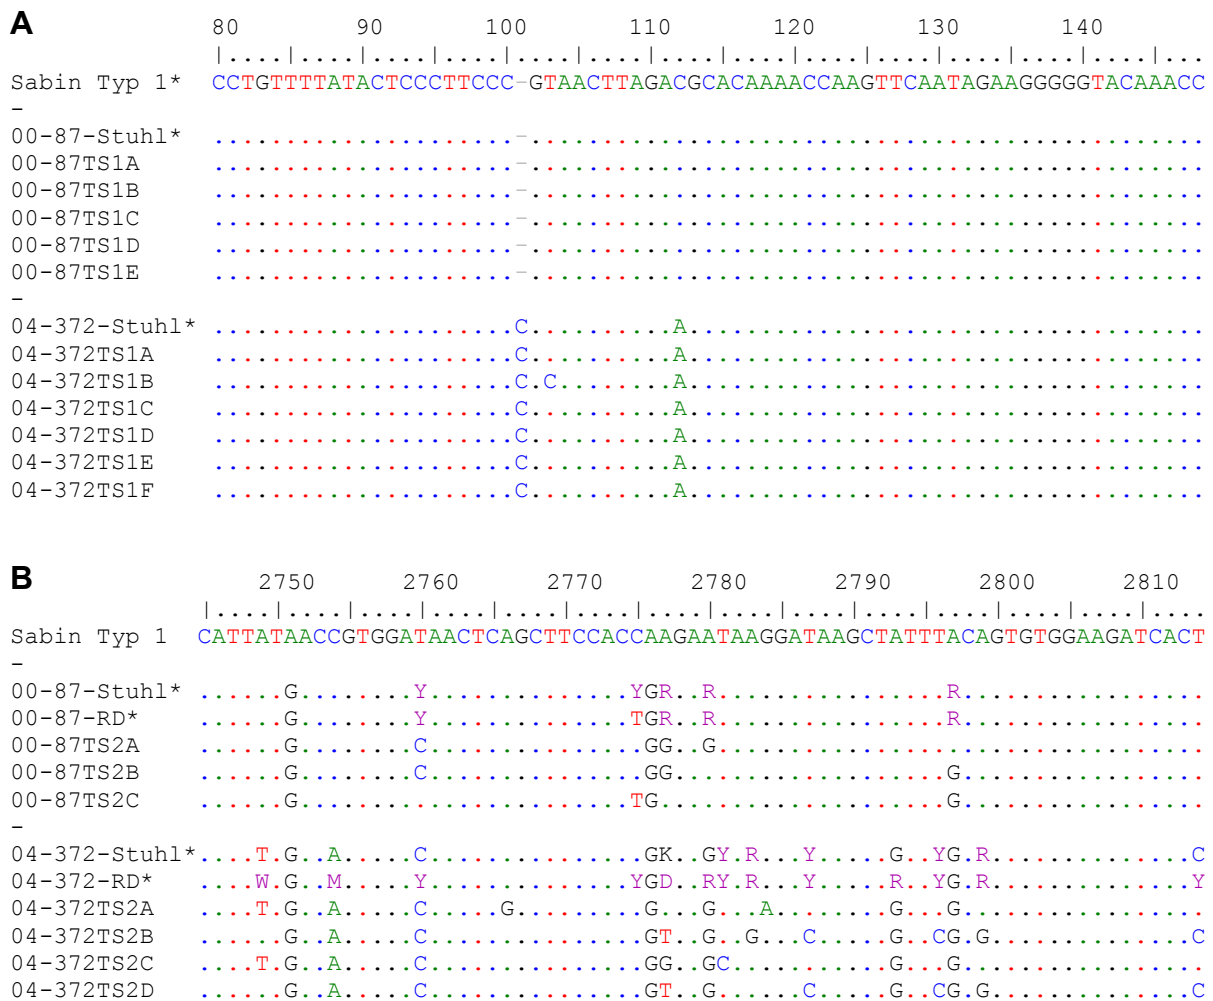 A
80 90 100 110 120 130 140
|....|....|....|....|....|....|....|....|....|....|....|....|....|...
Sabin Typ 1* CCTGTTTTATACTCCCTTCCC-GTAACTTAGACGCACAAAACCAAGTTCAATAGAAGGGGGTACAAACC
-
00-87-Stuhl* .....................-...............................................
00-87TS1A .....................-...............................................
00-87TS1B .....................-...............................................
00-87TS1C .....................-...............................................
00-87TS1D .....................-...............................................
00-87TS1E .....................-...............................................
-
04-372-Stuhl* .....................C..........A....................................
04-372TS1A .....................C..........A....................................
04-372TS1B .....................C.C........A....................................
04-372TS1C .....................C..........A....................................
04-372TS1D .....................C..........A....................................
04-372TS1E .....................C..........A....................................
04-372TS1F .....................C..........A....................................
B
2750 2760 2770 2780 2790 2800 2810
|....|....|....|....|....|....|....|....|....|....|....|....|....|....
Sabin Typ 1 CATTATAACCGTGGATAACTCAGCTTCCACCAAGAATAAGGATAAGCTATTTACAGTGTGGAAGATCACT
-
00-87-Stuhl* ......G........Y..............YGR..R................R.................
00-87-RD* ......G........Y..............TGR..R................R.................
00-87TS2A ......G........C...............GG..G..................................
00-87TS2B ......G........C...............GG...................G.................
00-87TS2C ......G.......................TG....................G.................
-
04-372-Stuhl* ....T.G..A.....C...............GK..GY.R...Y.....G..YG.R..............C
04-372-RD* ....W.G..M.....Y..............YGD..RY.R...Y.....R..YG.R..............Y
04-372TS2A ....T.G..A.....C.....G.........G...G...A........G...G.................
04-372TS2B ......G..A.....C...............GT..G..G...C.....G..CG.G..............C
04-372TS2C ....T.G..A.....C...............GG..GC...........G...G.................
04-372TS2D ......G..A.....C...............GT..G......C.....G..CG.G..............C